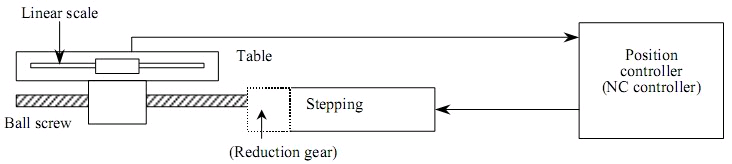 Linear scale
Table
Position
controller
(NC controller)
Stepping
Ball screw
(Reduction gear)